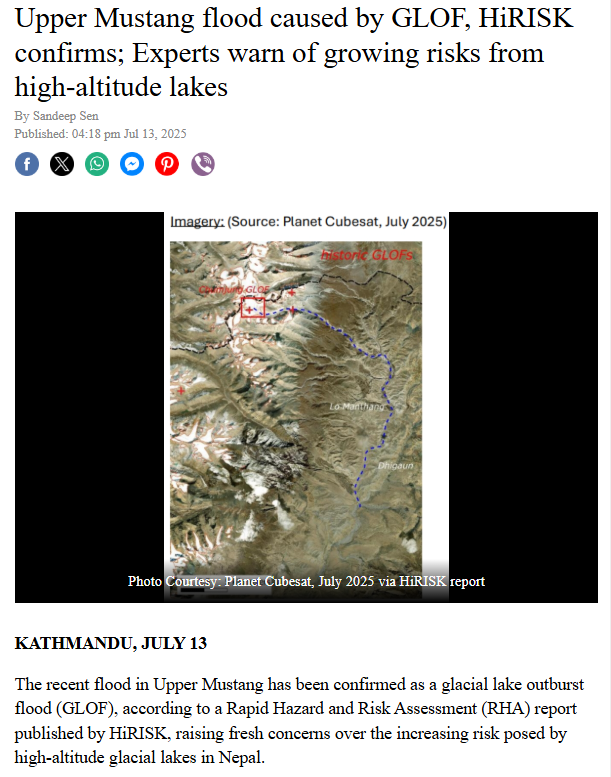 Upper Mustang flood caused by GLOF, HiRISK
confirms; Experts warn of growing risks from
high-altitude lakes
By Sandeep Sen
Published: 04:18 pm Jul 13, 2025
Imagery: (Source: Planet Cubesat, July 2025)
historic GLOFs
GLOF
Lo Manthang
Dhigaun
Photo Courtesy: Planet Cubesat, July 2025 via HiRISK report
KATHMANDU, JULY 13
The recent flood in Upper Mustang has been confirmed as a glacial lake outburst
flood (GLOF), according to a Rapid Hazard and Risk Assessment (RHA) report
published by HiRISK, raising fresh concerns over the increasing risk posed by
high-altitude glacial lakes in Nepal.